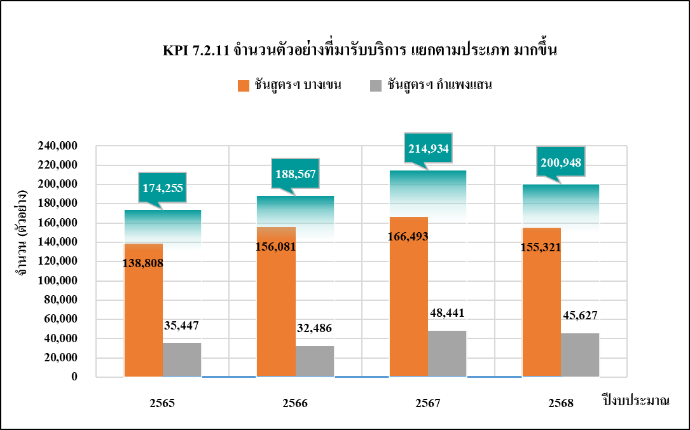 KPI 7.2.11 จำนวนตัวอย่างที่มารับบริการ แยกตามประเภท มากขึ้น
ชันสูตรฯ บางเขน ชันสูตรฯ กำแพงแสน
จำนวน (ตัวอย่าง)
240,000
220,000
200,000
180,000
160,000
140,000
120,000
100,000
80,000
60,000
40,000
20,000
0
174,255 188,567 214,934 200,948
138,808 156,081 166,493 155,321
35,447 32,486 48,441 45,627
2565 2566 2567 2568 ปีงบประมาณ